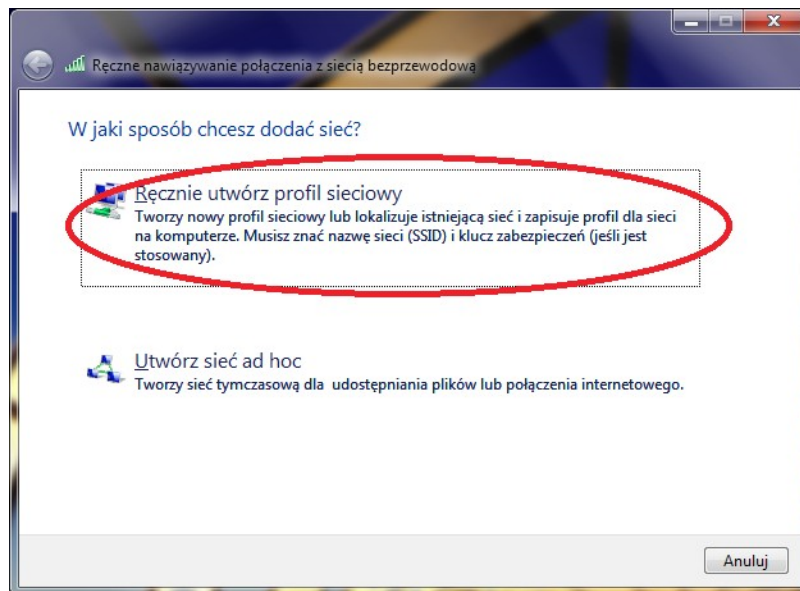 Ręczne nawiązywanie połączenia z siecią bezprzewodową
W jaki sposób chcesz dodać sieć?
Ręcznie utwórz profil sieciowy
Tworzy nowy profil sieciowy lub lokalizuje istniejącą sieć i zapisuje profil dla sieci
na komputerze. Musisz znać nazwę sieci (SSID) i klucz zabezpieczeń (jeśli jest
stosowany).
Utwórz sieć ad hoc
Tworzy sieć tymczasową dla udostępniania plików lub połączenia internetowego.
Anuluj